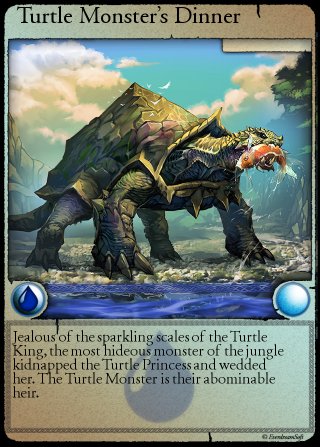 Turtle Monster's Dinner
Jealous of the sparkling scales of the Turtle
King, the most hideous monster of the jungle
kidnapped the Turtle Princess and wedded
her. The Turtle Monster is their abominable
heir.
© EverdreamSoft